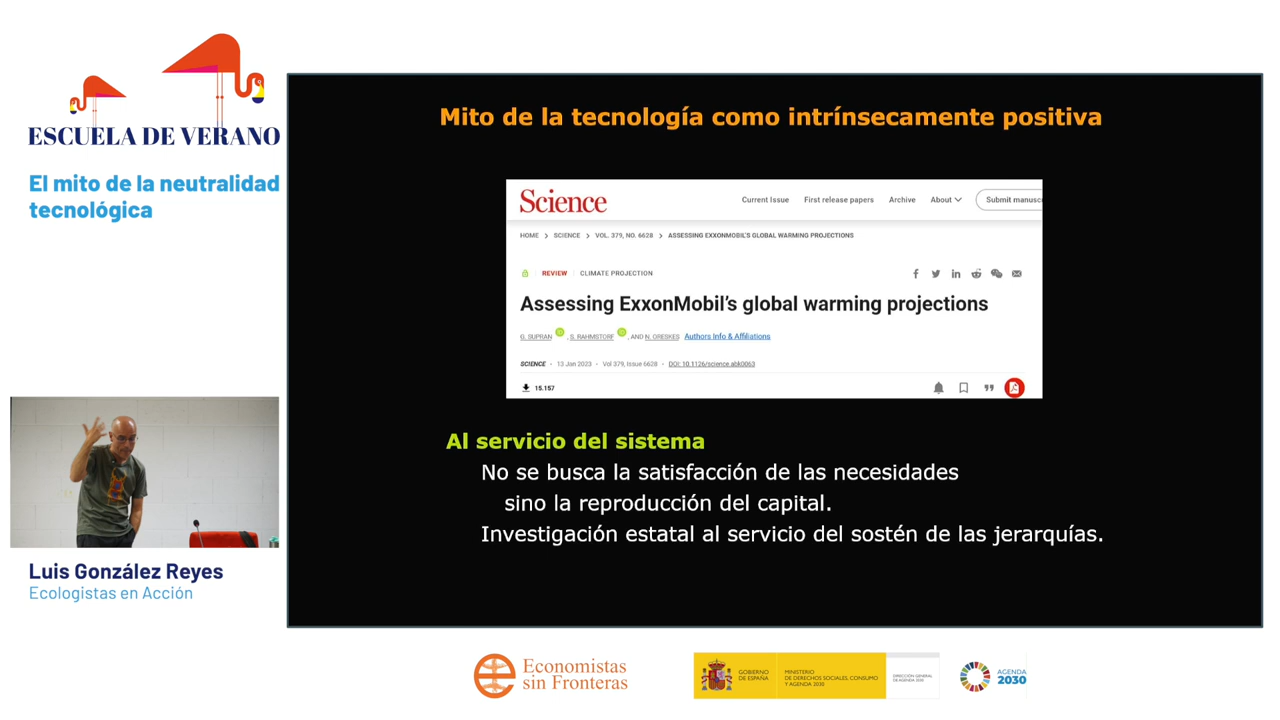 ESCUELA DE VERANO
El mito de la neutralidad
tecnológica
Mito de la tecnología como intrínsecamente positiva
Science
Current Issue First release papers Archive About Submit manusc
HOME > SCIENCE > VOL. 379, NO. 6628 > ASSESSING EXXONMOBIL'S GLOBAL WARMING PROJECTIONS
REVIEW CLIMATE PROJECTION
Assessing ExxonMobil's global warming projections
G. SUPRAN, S. RAHMSTORF, AND N. ORESKES Authors Info & Affiliations
SCIENCE • 13 Jan 2023 • Vol 379, Issue 6628 • DOI: 10.1126/science.abk0063
15.157
Al servicio del sistema
No se busca la satisfacción de las necesidades
sino la reproducción del capital.
Investigación estatal al servicio del sostén de las jerarquías.
Luis González Reyes
Ecologistas en Acción
Economistas
sin Fronteras
GOBIERNO
DE ESPAÑA
MINISTERIO
DE DERECHOS SOCIALES, CONSUMO
Y AGENDA 2030
DIRECCIÓN GENERAL
DE AGENDA 2030
AGENDA
2030